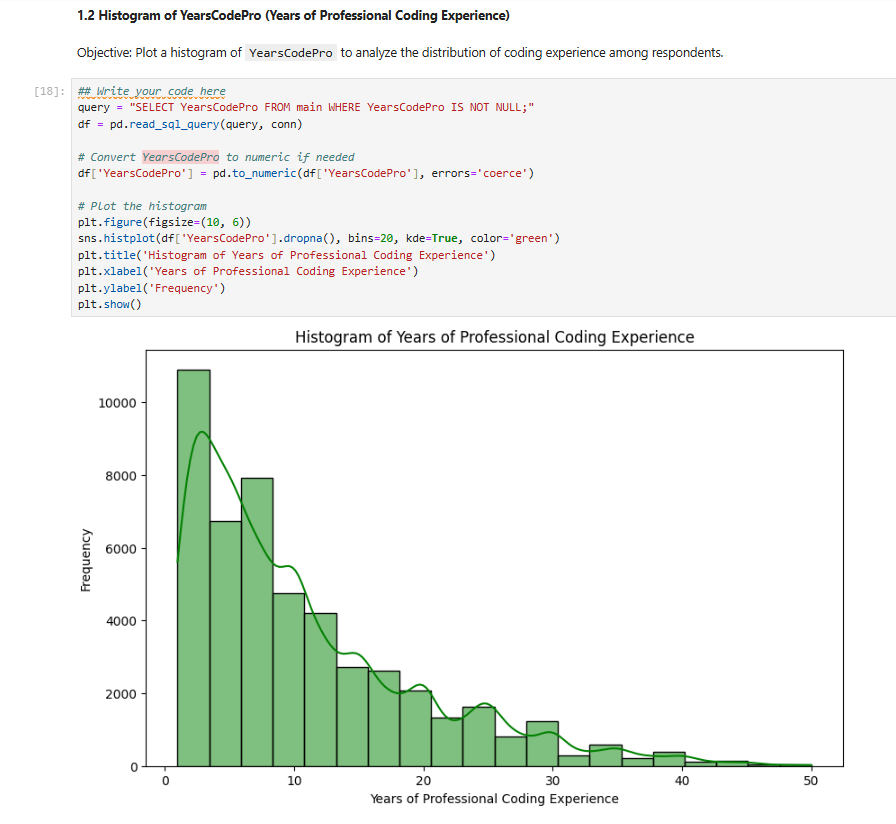 1.2 Histogram of YearsCodePro (Years of Professional Coding Experience)
Objective: Plot a histogram of YearsCodePro to analyze the distribution of coding experience among respondents.
[18]:
## Write your code here
query = "SELECT YearsCodePro FROM main WHERE YearsCodePro IS NOT NULL;"
df = pd.read_sql_query(query, conn)
# Convert YearsCodePro to numeric if needed
df['YearsCodePro'] = pd.to_numeric(df['YearsCodePro'], errors='coerce')
# Plot the histogram
plt.figure(figsize=(10, 6))
sns.histplot(df['YearsCodePro'].dropna(), bins=20, kde=True, color='green')
plt.title('Histogram of Years of Professional Coding Experience')
plt.xlabel('Years of Professional Coding Experience')
plt.ylabel('Frequency')
plt.show()
Histogram of Years of Professional Coding Experience
10000
8000
6000
4000
2000
0
Frequency
0 10 20 30 40 50
Years of Professional Coding Experience